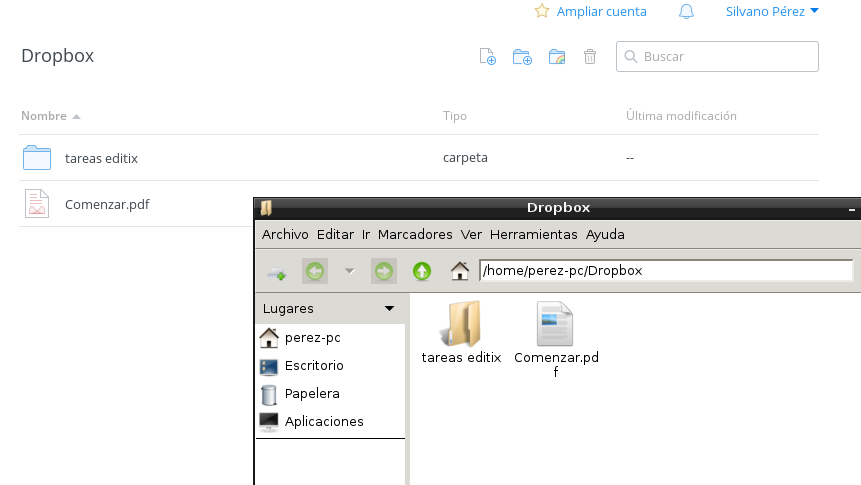 Ampliar cuenta Silvano Pérez
Dropbox
Buscar
Nombre Tipo Última modificación
tareas editix carpeta --
Comenzar.pdf
Dropbox
Archivo Editar Ir Marcadores Ver Herramientas Ayuda
/home/perez-pc/Dropbox
Lugares
perez-pc
Escritorio
Papelera
Aplicaciones
tareas editix
Comenzar.pd
f